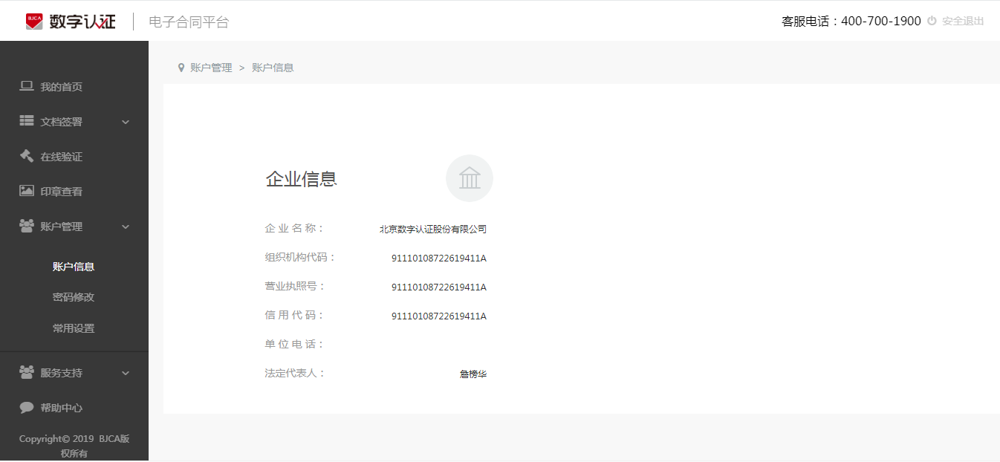 BJCA 数字认证 电子合同平台
客服电话：400-700-1900 安全退出
我的首页
文档签署
在线验证
印章查看
账户管理
账户信息
密码修改
常用设置
服务支持
帮助中心
Copyright© 2019 BJCA版
权所有
账户管理 > 账户信息
企业信息
企 业 名 称： 北京数字认证股份有限公司
组织机构代码： 91110108722619411A
营业执照号： 91110108722619411A
信 用 代 码： 91110108722619411A
单 位 电 话：
法定代表人： 詹榜华